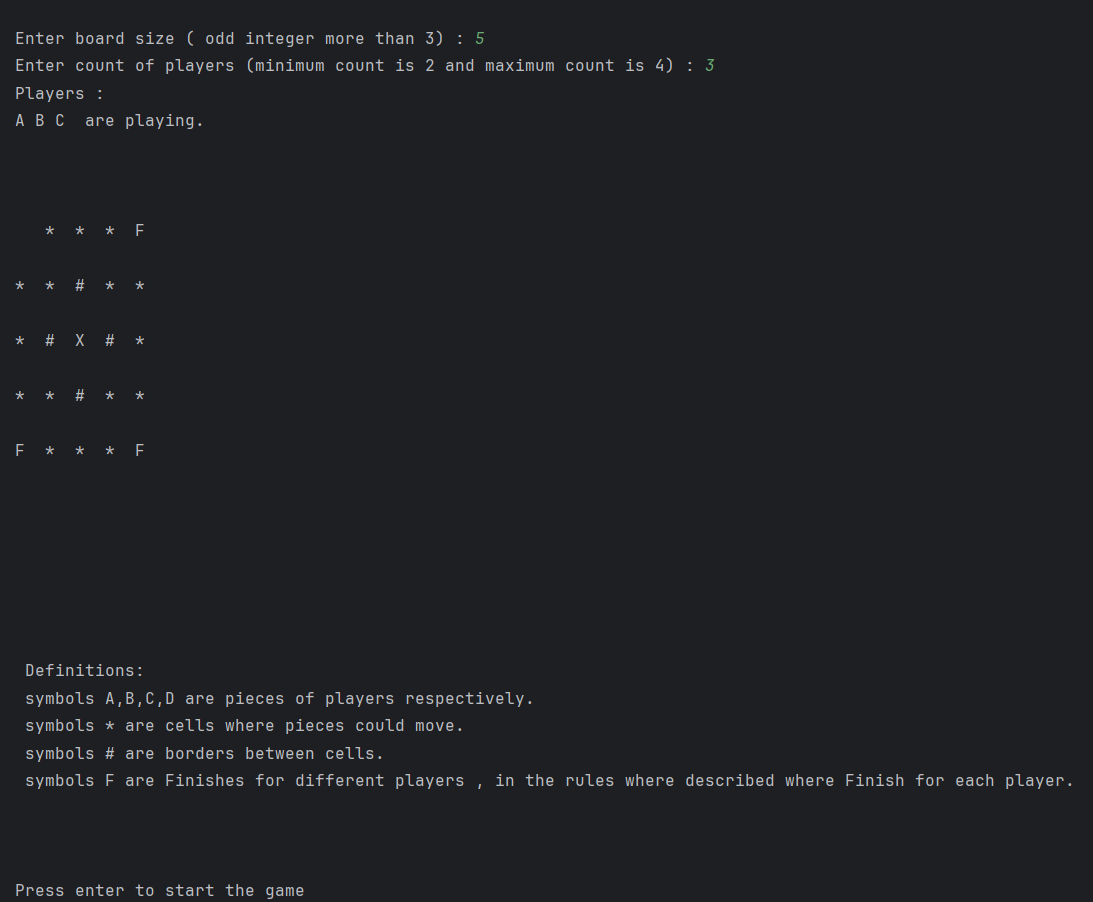 Enter board size ( odd integer more than 3) : 5
Enter count of players (minimum count is 2 and maximum count is 4) : 3
Players :
A B C  are playing.
   *  *  *  F
*  *  #  *  *
*  #  X  #  *
*  *  #  *  *
F  *  *  *  F
 Definitions:
 symbols A,B,C,D are pieces of players respectively.
 symbols * are cells where pieces could move.
 symbols # are borders between cells.
 symbols F are Finishes for different players , in the rules where described where Finish for each player.
Press enter to start the game